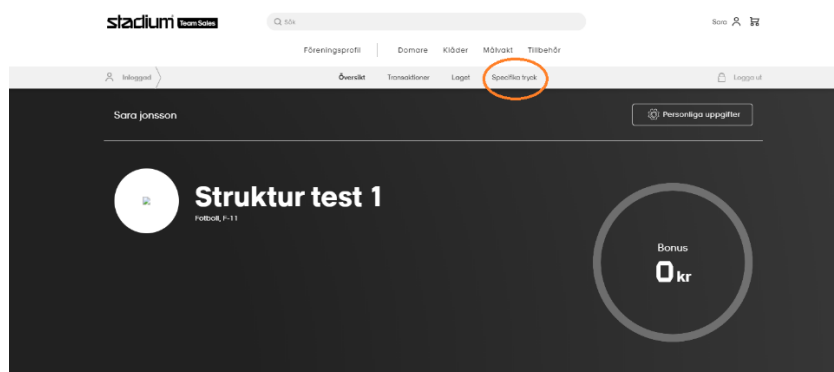 stadium Team Sales
Sök
Sara
Föreningsprofil Domare Kläder Målvakt Tillbehör
Inloggad Översikt Transaktioner Laget Specifika tryck Logga ut
Sara jonsson
Personliga uppgifter
Struktur test 1
Fotboll, F-11
Bonus
0 kr